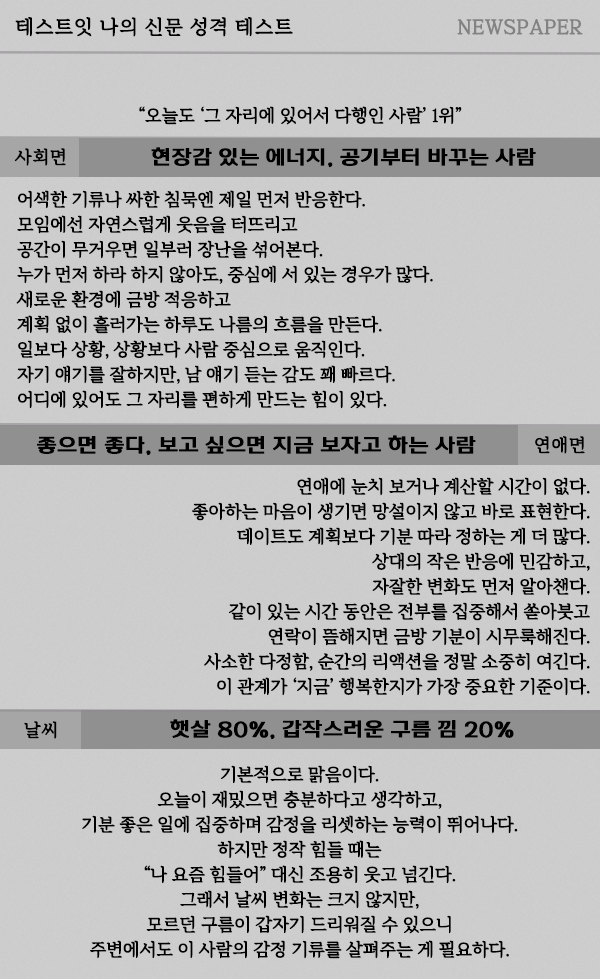 테스트잇 나의 신문 성격 테스트
NEWSPAPER
“오늘도 ‘그 자리에 있어서 다행인 사람’ 1위”
사회면
현장감 있는 에너지, 공기부터 바꾸는 사람
어색한 기류나 싸한 침묵엔 제일 먼저 반응한다.
모임에선 자연스럽게 웃음을 터뜨리고
공간이 무거우면 일부러 장난을 섞어본다.
누가 먼저 하라 하지 않아도, 중심에 서 있는 경우가 많다.
새로운 환경에 금방 적응하고
계획 없이 흘러가는 하루도 나름의 흐름을 만든다.
일보다 상황, 상황보다 사람 중심으로 움직인다.
자기 얘기를 잘하지만, 남 얘기 듣는 감도 꽤 빠르다.
어디에 있어도 그 자리를 편하게 만드는 힘이 있다.
좋으면 좋다, 보고 싶으면 지금 보자고 하는 사람
연애면
연애에 눈치 보거나 계산할 시간이 없다.
좋아하는 마음이 생기면 망설이지 않고 바로 표현한다.
데이트도 계획보다 기분 따라 정하는 게 더 많다.
상대의 작은 반응에 민감하고,
자잘한 변화도 먼저 알아챈다.
같이 있는 시간 동안은 전부를 집중해서 쏟아붓고
연락이 뜸해지면 금방 기분이 시무룩해진다.
사소한 다정함, 순간의 리액션을 정말 소중히 여긴다.
이 관계가 ‘지금’ 행복한지가 가장 중요한 기준이다.
날씨
햇살 80%, 갑작스러운 구름 낌 20%
기본적으로 맑음이다.
오늘이 재밌으면 충분하다고 생각하고,
기분 좋은 일에 집중하며 감정을 리셋하는 능력이 뛰어나다.
하지만 정작 힘들 때는
“나 요즘 힘들어” 대신 조용히 웃고 넘긴다.
그래서 날씨 변화는 크지 않지만,
모르던 구름이 갑자기 드리워질 수 있으니
주변에서도 이 사람의 감정 기류를 살펴주는 게 필요하다.